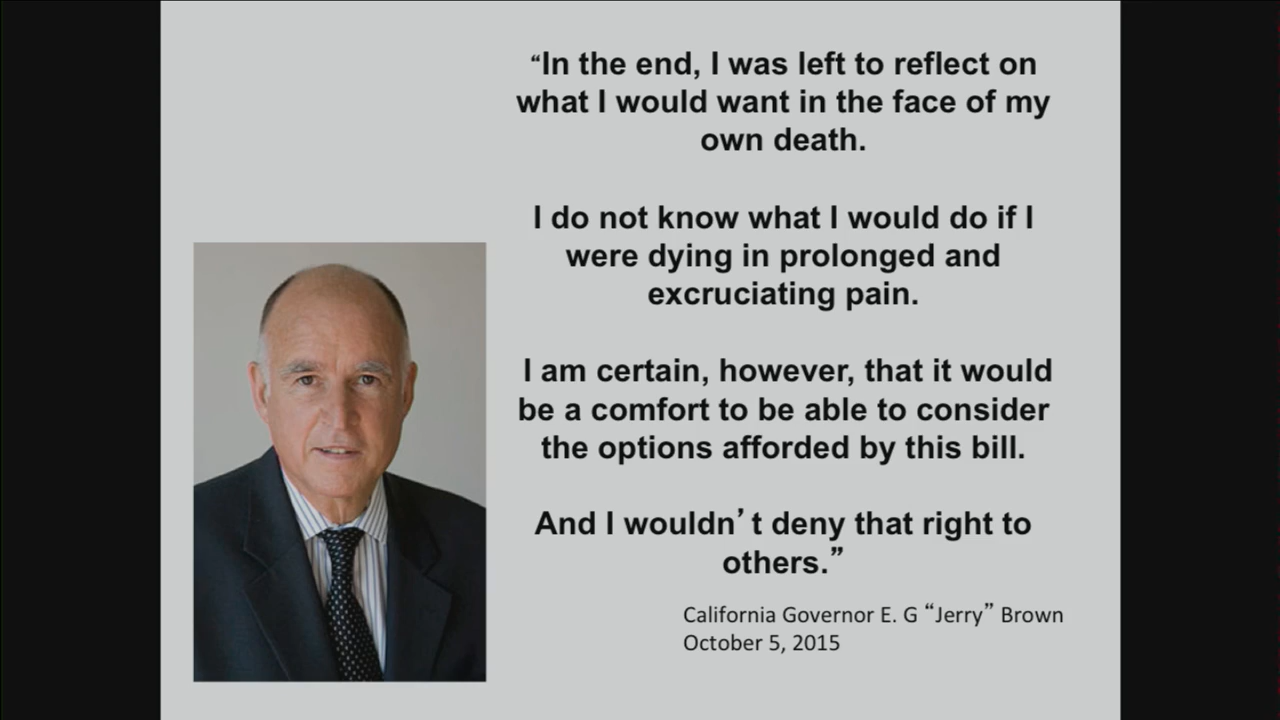 “In the end, I was left to reflect on
what I would want in the face of my
own death.
I do not know what I would do if I
were dying in prolonged and
excruciating pain.
I am certain, however, that it would
be a comfort to be able to consider
the options afforded by this bill.
And I wouldn’t deny that right to
others.”
California Governor E. G “Jerry” Brown
October 5, 2015